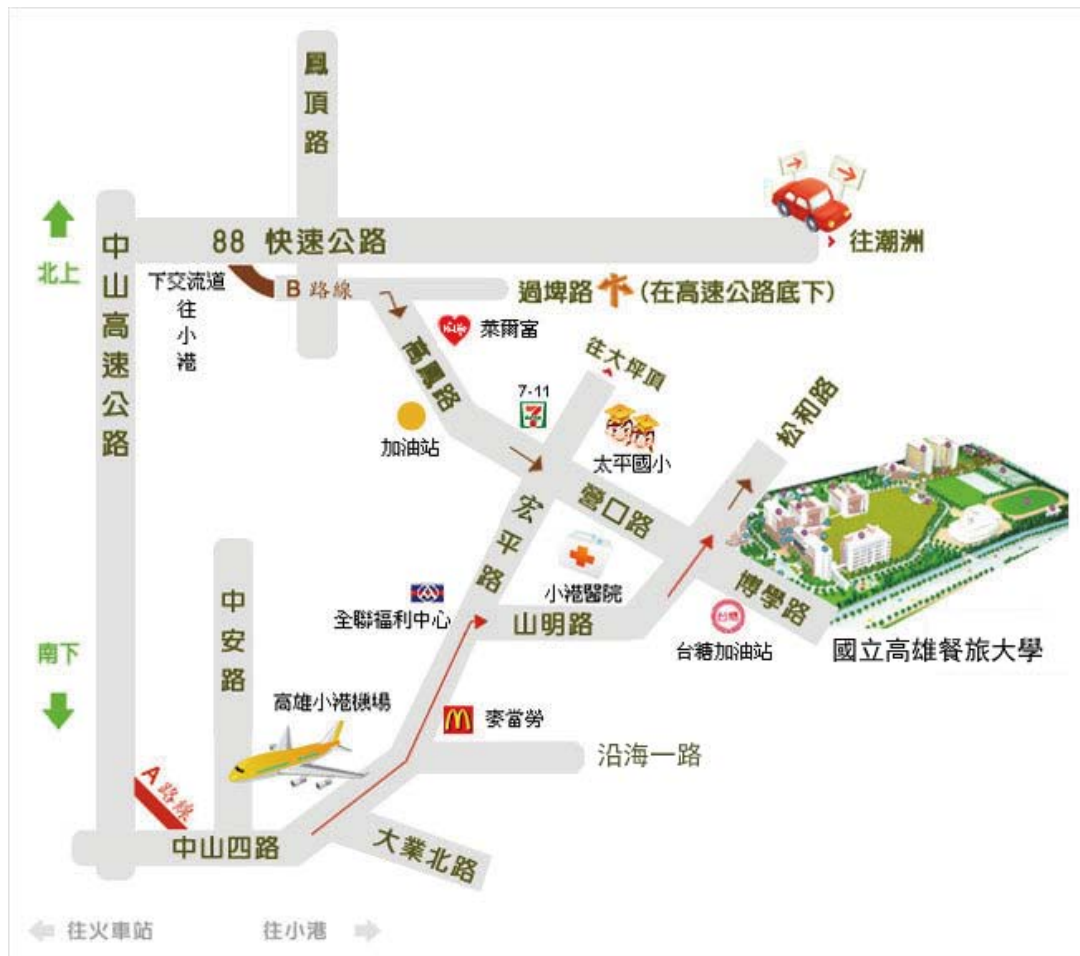 鳳頂路
88 快速公路
往潮洲
北上
中山高速公路
下交流道
往小港
B 路線
過埤路
(在高速公路底下)
萊爾富
高鳳路
往大坪頂
7-11
加油站
太平國小
松和路
宏平路
營口路
小港醫院
博學路
中安路
全聯福利中心
山明路
台糖
台糖加油站
國立高雄餐旅大學
南下
高雄小港機場
麥當勞
沿海一路
A 路線
中山四路
大業北路
往火車站
往小港